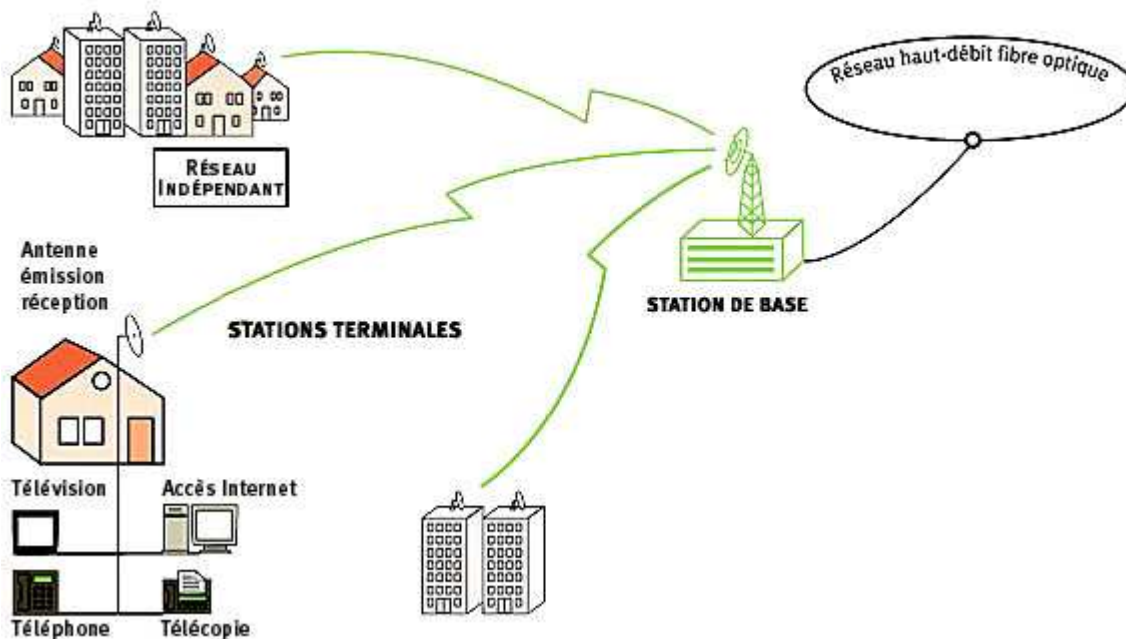 Réseau haut-débit fibre optique
RÉSEAU
INDÉPENDANT
Antenne
émission
réception
STATIONS TERMINALES
STATION DE BASE
Télévision
Accès Internet
Téléphone
Télécopie